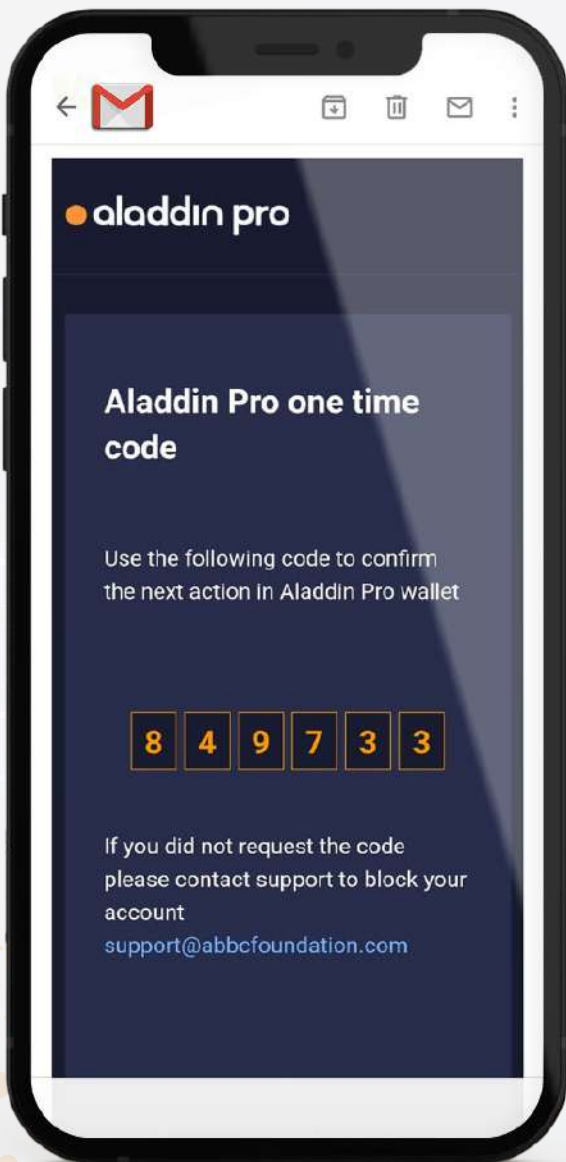 aladdin pro
Aladdin Pro one time
code
Use the following code to confirm
the next action in Aladdin Pro wallet
8 4 9 7 3 3
If you did not request the code
please contact support to block your
account
support@abbcfoundation.com